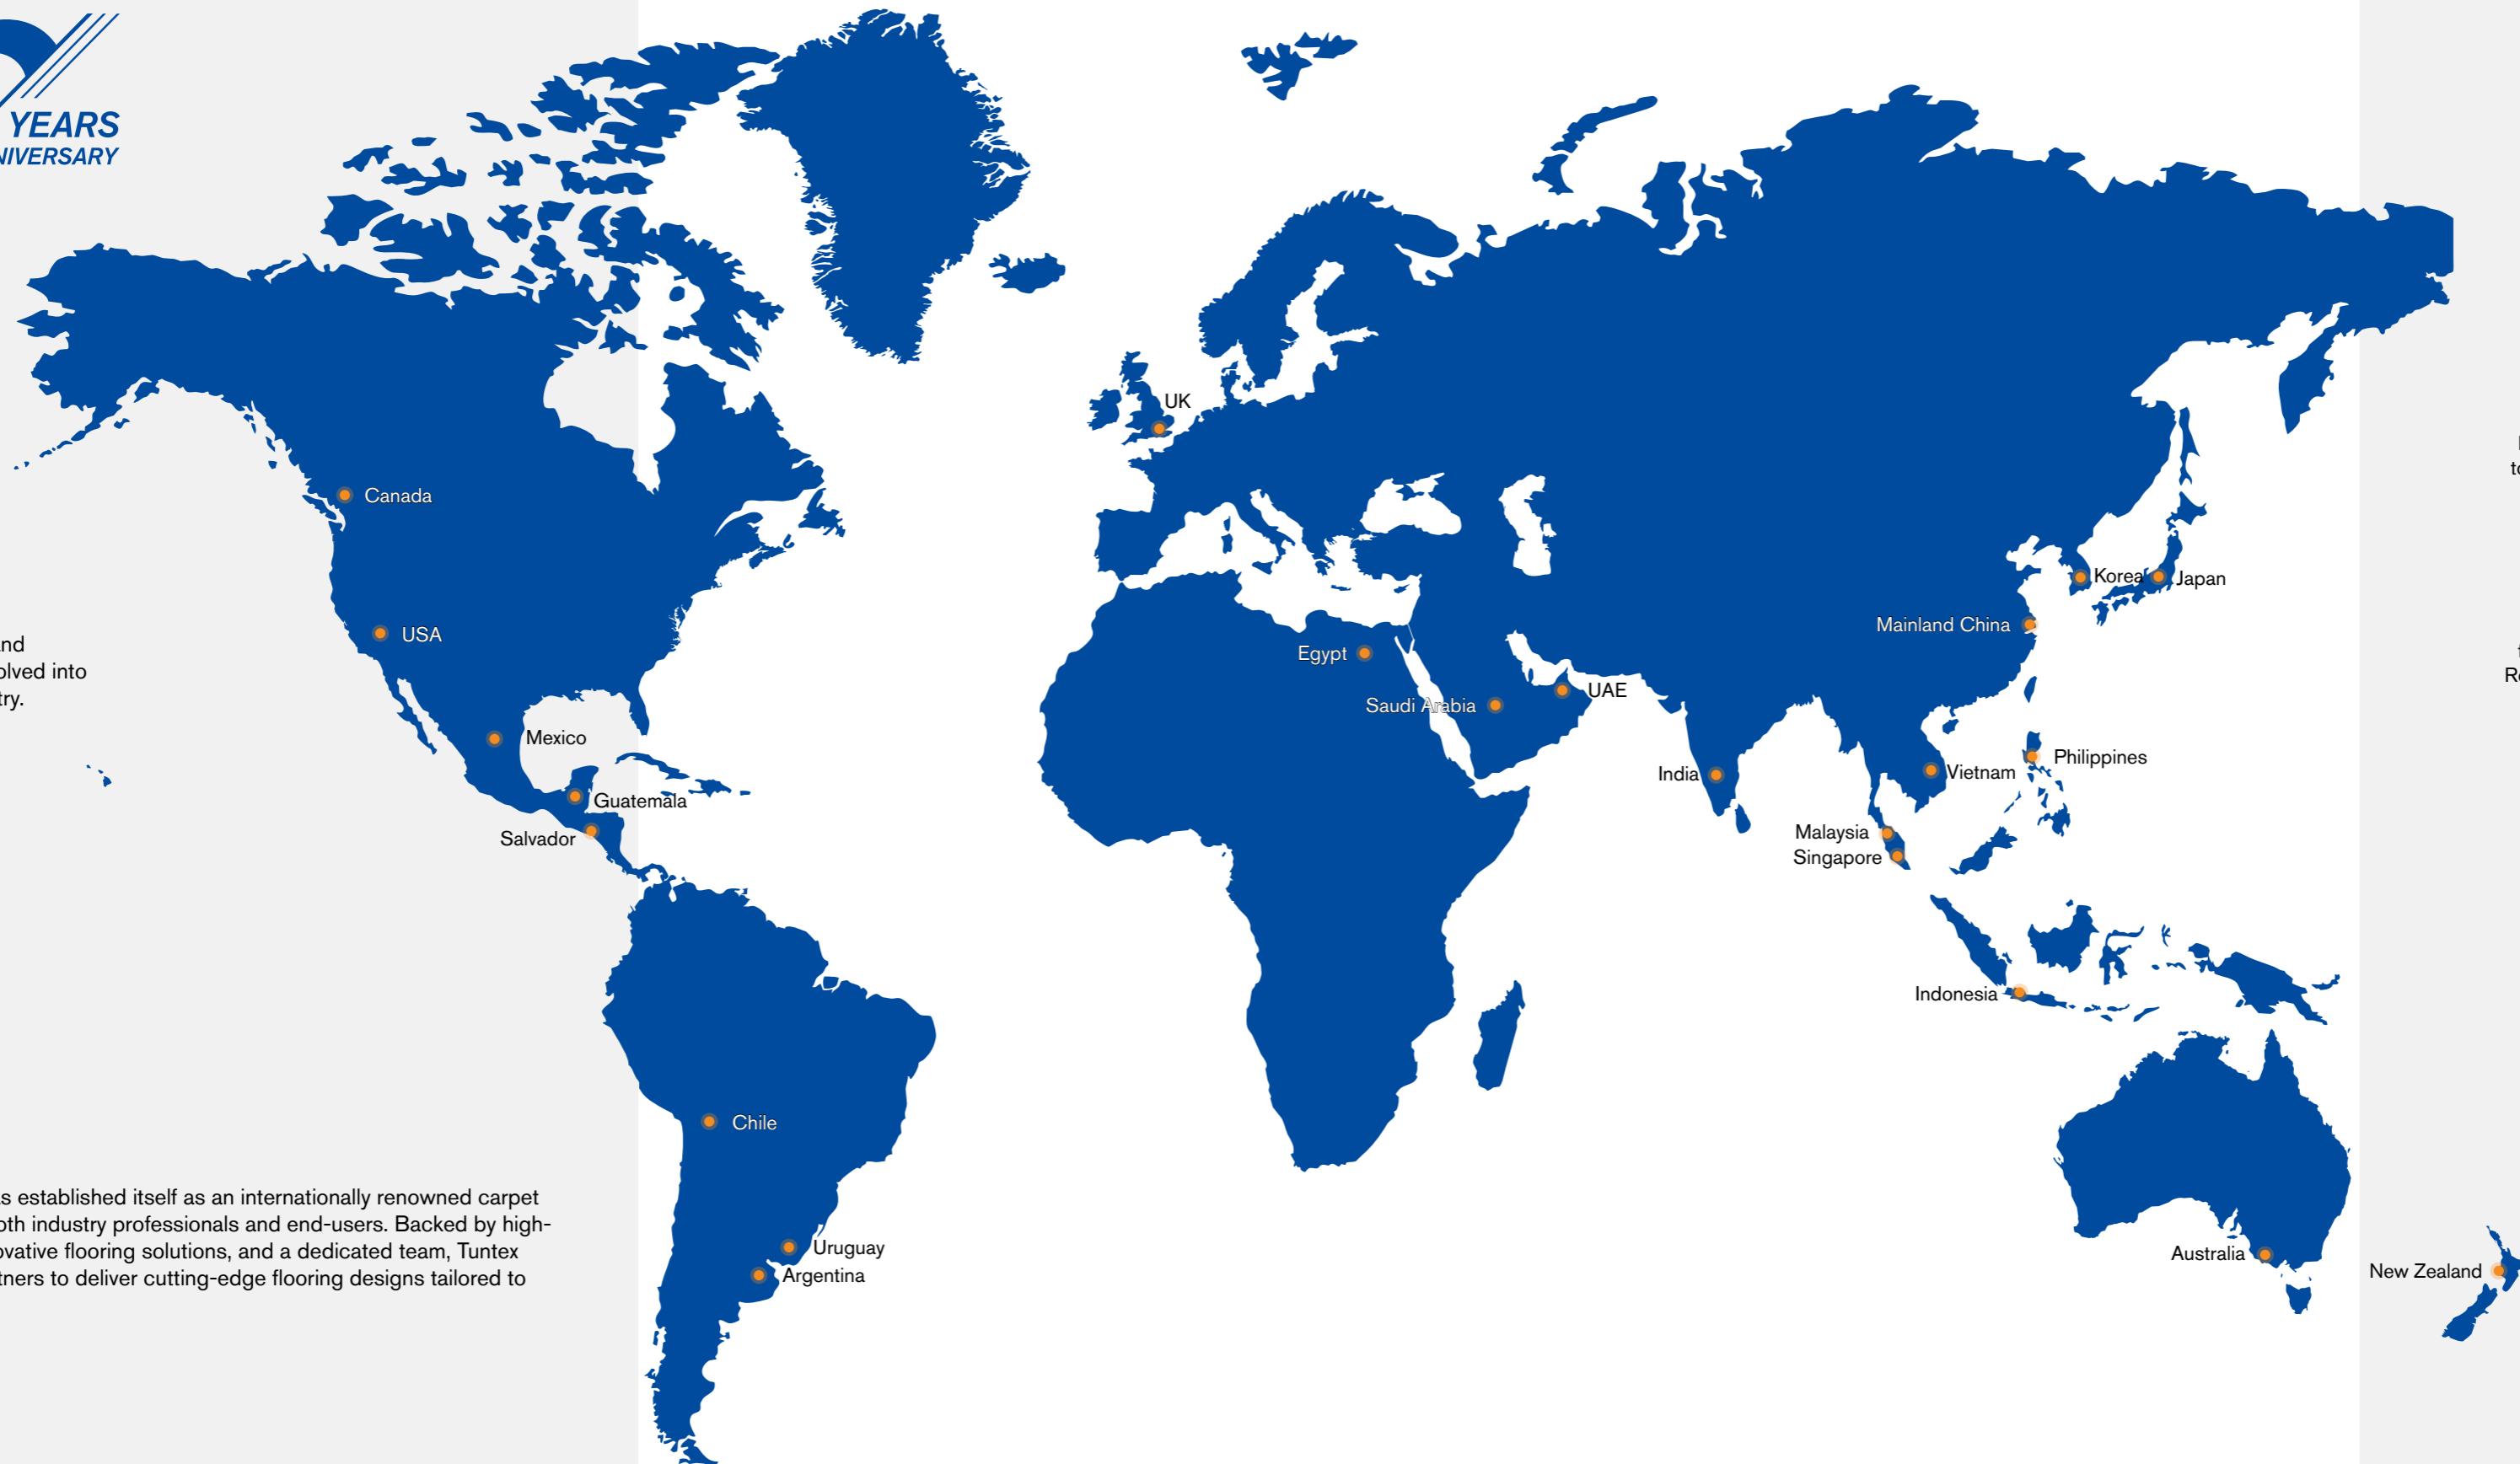 YEARS
NIVERSARY
UK
Canada
Korea
Japan
Mainland China
USA
Egypt
UAE
Saudi Arabia
Mexico
Philippines
Vietnam
India
Guatemala
Malaysia
Salvador
Singapore
Indonesia
Chile
Uruguay
Australia
New Zealand
Argentina
nd
olved into
try.
s established itself as an internationally renowned carpet
oth industry professionals and end-users. Backed by high-
ovative flooring solutions, and a dedicated team, Tuntex
tners to deliver cutting-edge flooring designs tailored to